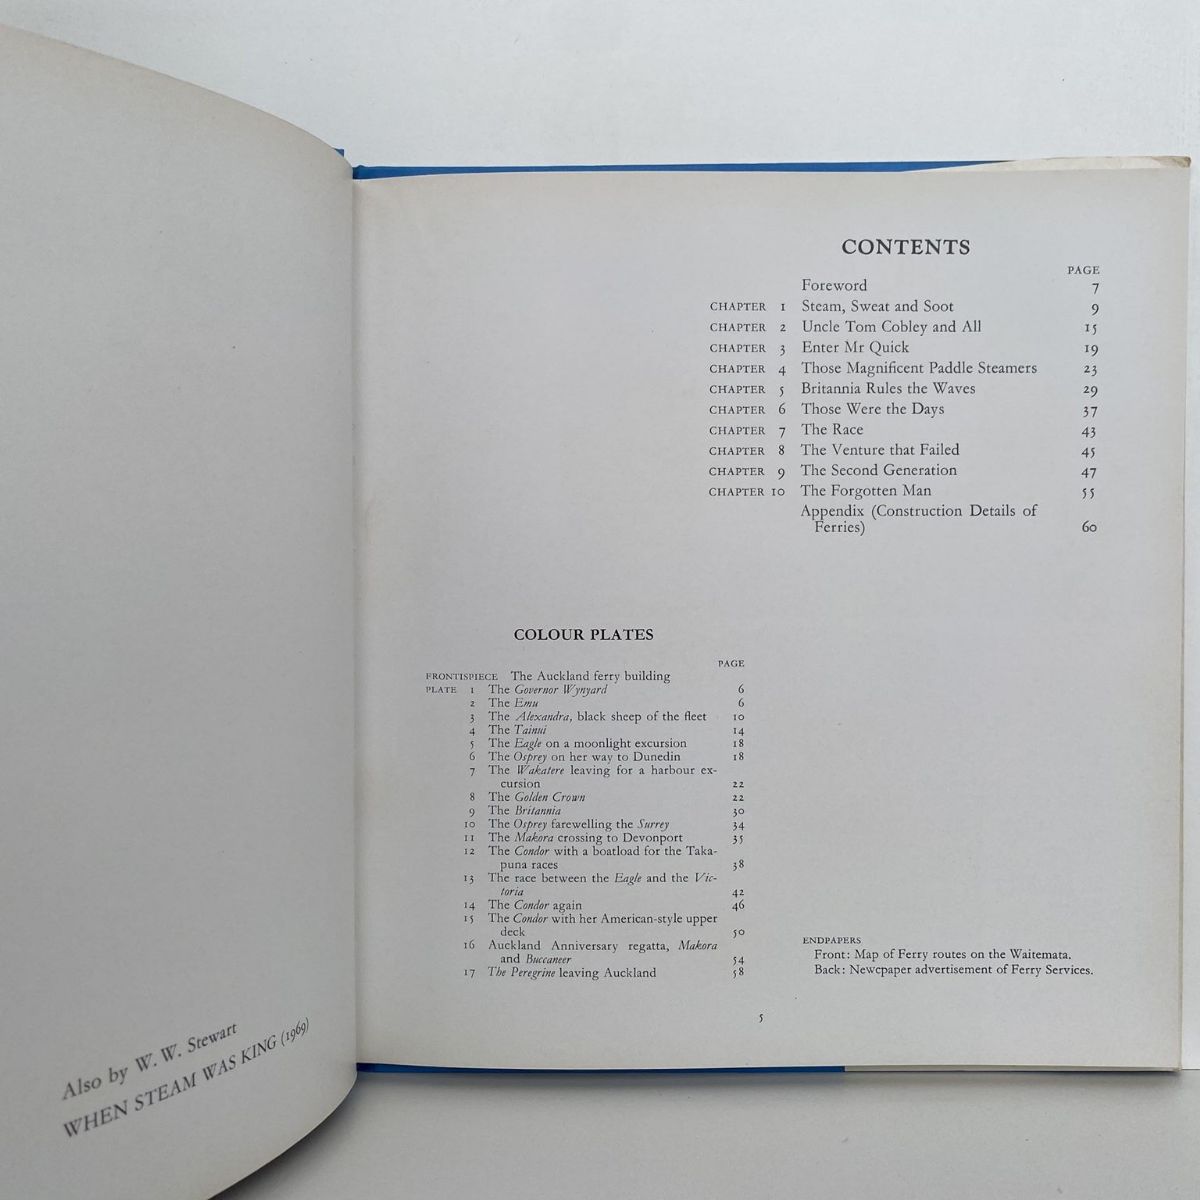 Also by W. W. Stewart
WHEN STEAM WAS KING (1969)
CONTENTS
PAGE
Foreword 7
CHAPTER 1 Steam, Sweat and Soot 9
CHAPTER 2 Uncle Tom Cobley and All 15
CHAPTER 3 Enter Mr Quick 19
CHAPTER 4 Those Magnificent Paddle Steamers 23
CHAPTER 5 Britannia Rules the Waves 29
CHAPTER 6 Those Were the Days 37
CHAPTER 7 The Race 43
CHAPTER 8 The Venture that Failed 45
CHAPTER 9 The Second Generation 47
CHAPTER 10 The Forgotten Man 55
Appendix (Construction Details of
Ferries) 60
COLOUR PLATES
PAGE
FRONTISPIECE The Auckland ferry building
PLATE 1 The Governor Wynyard 6
2 The Emu 6
3 The Alexandra, black sheep of the fleet 10
4 The Tainui 14
5 The Eagle on a moonlight excursion 18
6 The Osprey on her way to Dunedin 18
7 The Wakatere leaving for a harbour ex-
cursion 22
8 The Golden Crown 22
9 The Britannia 30
10 The Osprey farewelling the Surrey 34
11 The Makora crossing to Devonport 35
12 The Condor with a boatload for the Taka-
puna races 38
13 The race between the Eagle and the Vic-
toria 42
14 The Condor again 46
15 The Condor with her American-style upper
deck 50
16 Auckland Anniversary regatta, Makora
and Buccaneer 54
17 The Peregrine leaving Auckland 58
ENDPAPERS
Front: Map of Ferry routes on the Waitemata.
Back: Newcpaper advertisement of Ferry Services.
5